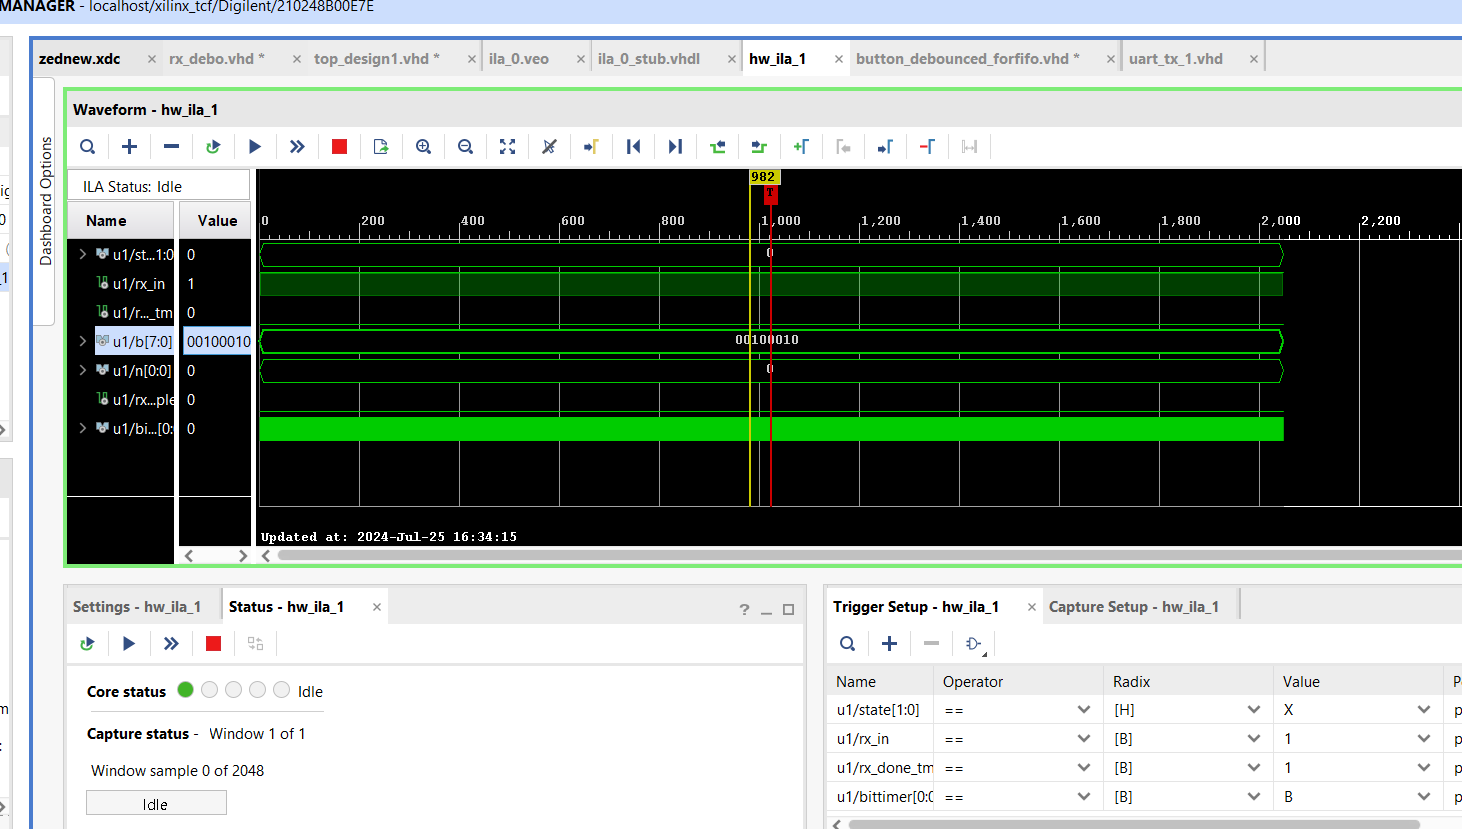 MANAGER - localhost/xilinx_tcf/Digilent/210248B00E7E
zednew.xdc × rx_debo.vhd * × top_design1.vhd * × ila_0.veo × ila_0_stub.vhdl × hw_ila_1 × button_debounced_forfifo.vhd * × uart_tx_1.vhd ×
Dashboard Options
Waveform - hw_ila_1
ILA Status: Idle
982
T
Name Value
0 200 400 600 800 1,000 1,200 1,400 1,600 1,800 2,000 2,200
u1/st...1:0 0 0
u1/rx_in 1
u1/r..._tm 0
u1/b[7:0] 00100010 00100010
u1/n[0:0] 0 0
u1/rx...ple 0
u1/bi...[0: 0
Updated at: 2024-Jul-25 16:34:15
Settings - hw_ila_1 Status - hw_ila_1 × ?
Core status Idle
Capture status - Window 1 of 1
Window sample 0 of 2048
Idle
Trigger Setup - hw_ila_1 × Capture Setup - hw_ila_1
Name Operator Radix Value P
u1/state[1:0] == [H] X p
u1/rx_in == [B] 1 p
u1/rx_done_tm == [B] 1 p
u1/bittimer[0:0 == [B] B p